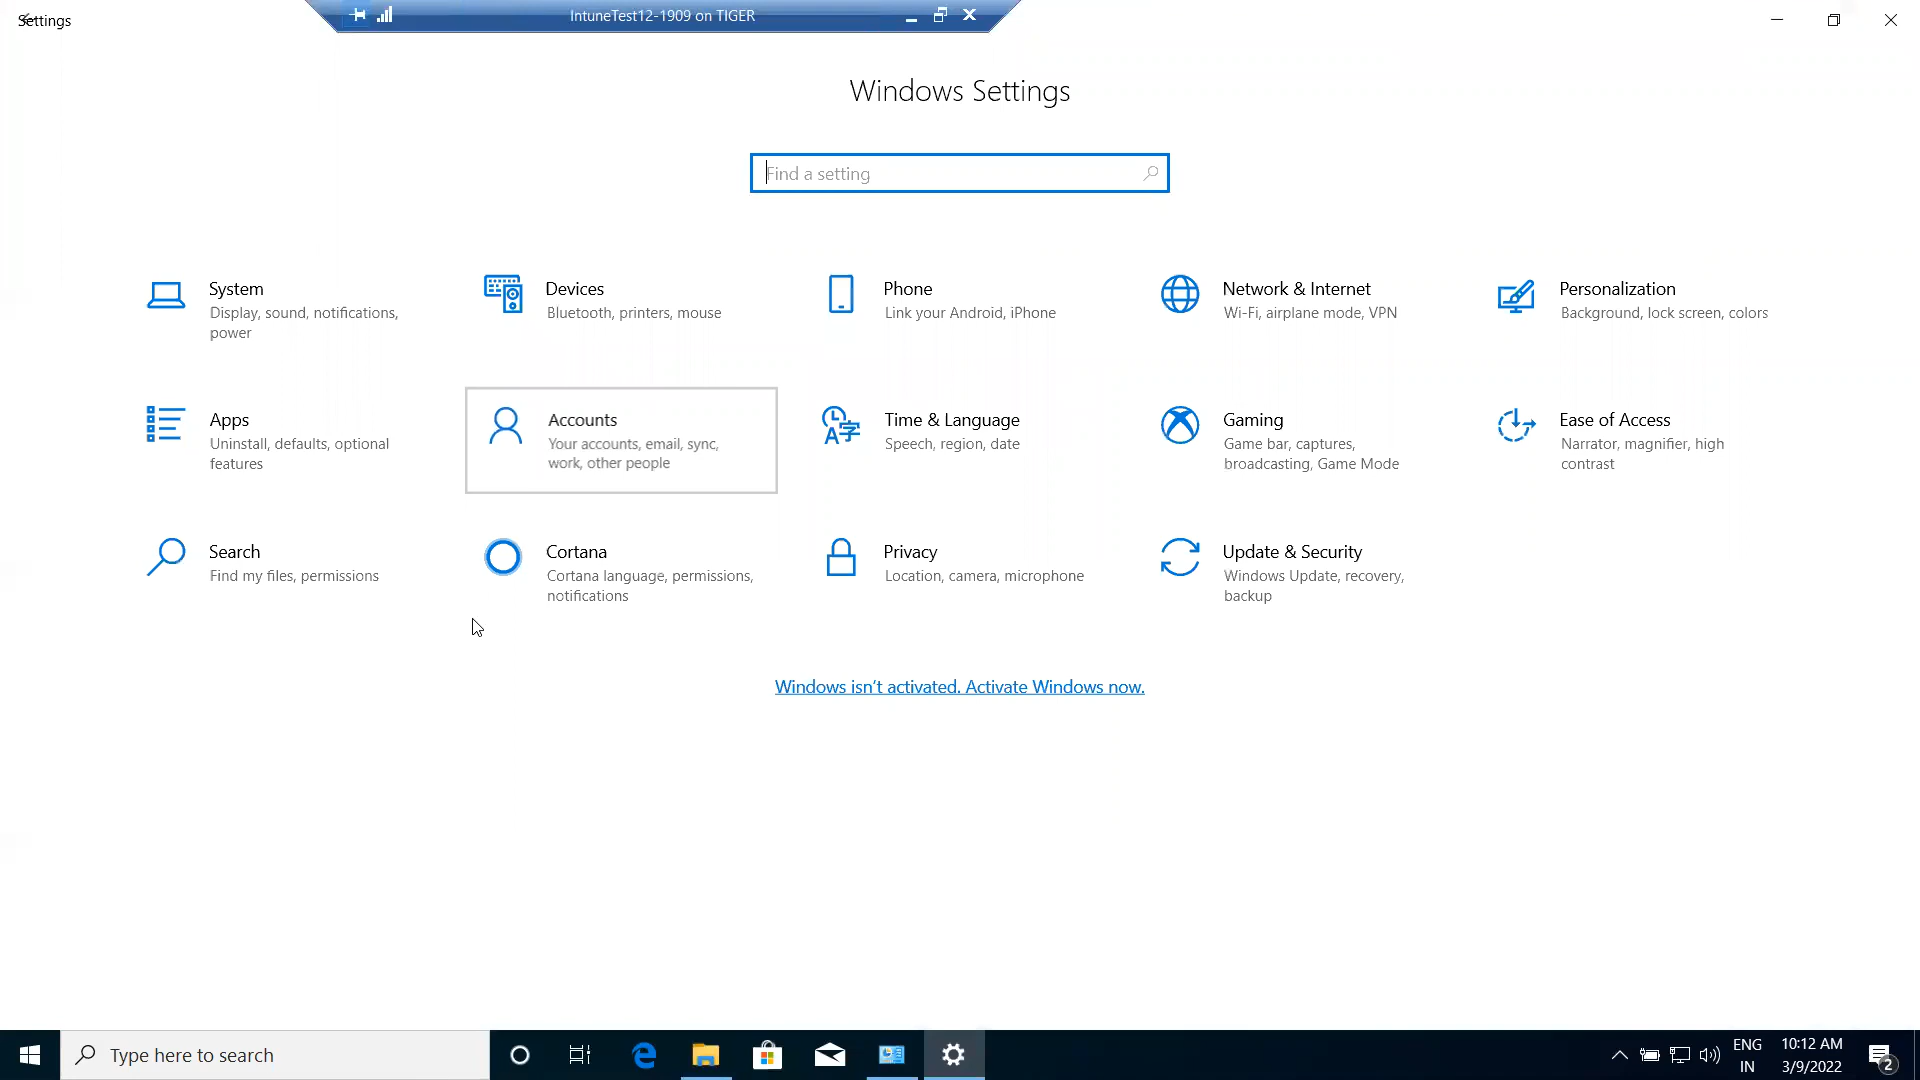 Settings
IntuneTest12-1909 on TIGER
Windows Settings
Find a setting
System
Display, sound, notifications,
power
Devices
Bluetooth, printers, mouse
Phone
Link your Android, iPhone
Network & Internet
Wi-Fi, airplane mode, VPN
Personalization
Background, lock screen, colors
Apps
Uninstall, defaults, optional
features
Accounts
Your accounts, email, sync,
work, other people
Time & Language
Speech, region, date
Gaming
Game bar, captures,
broadcasting, Game Mode
Ease of Access
Narrator, magnifier, high
contrast
Search
Find my files, permissions
Cortana
Cortana language, permissions,
notifications
Privacy
Location, camera, microphone
Update & Security
Windows Update, recovery,
backup
Windows isn't activated. Activate Windows now.
Type here to search
ENG
IN
10:12 AM
3/9/2022
2